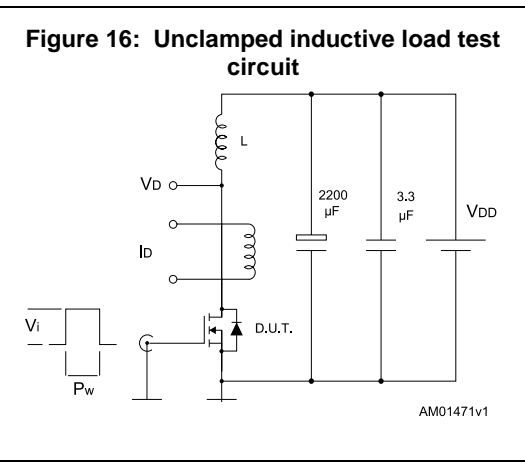 Figure 16: Unclamped inductive load test
circuit
L
VD
2200
µF
3.3
µF
VDD
ID
Vi
D.U.T.
Pw
AM01471v1